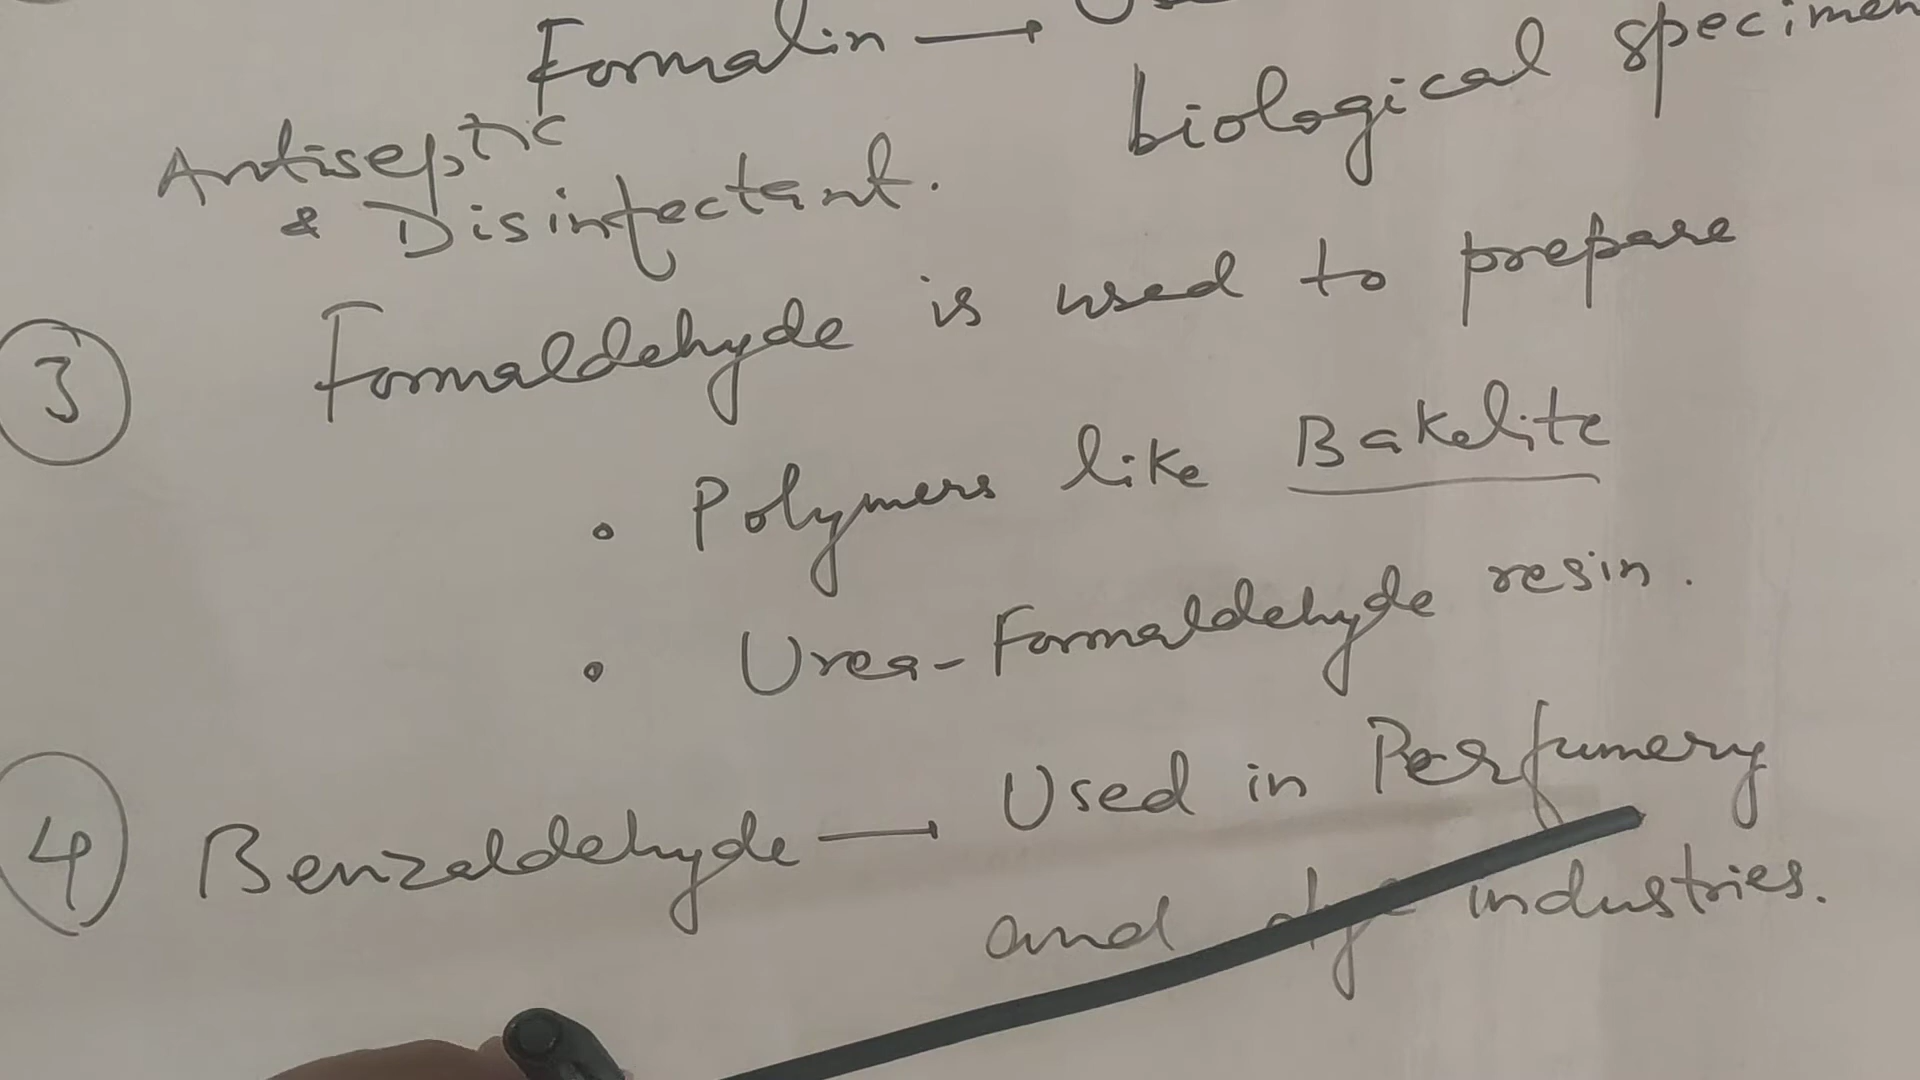 Formalin →
biological specimen
Antiseptic
& Disinfectant.
3 Formaldehyde is used to prepare
• Polymers like Bakelite
• Urea-Formaldehyde resin.
4 Benzaldehyde → Used in Perfumery
and dye industries.